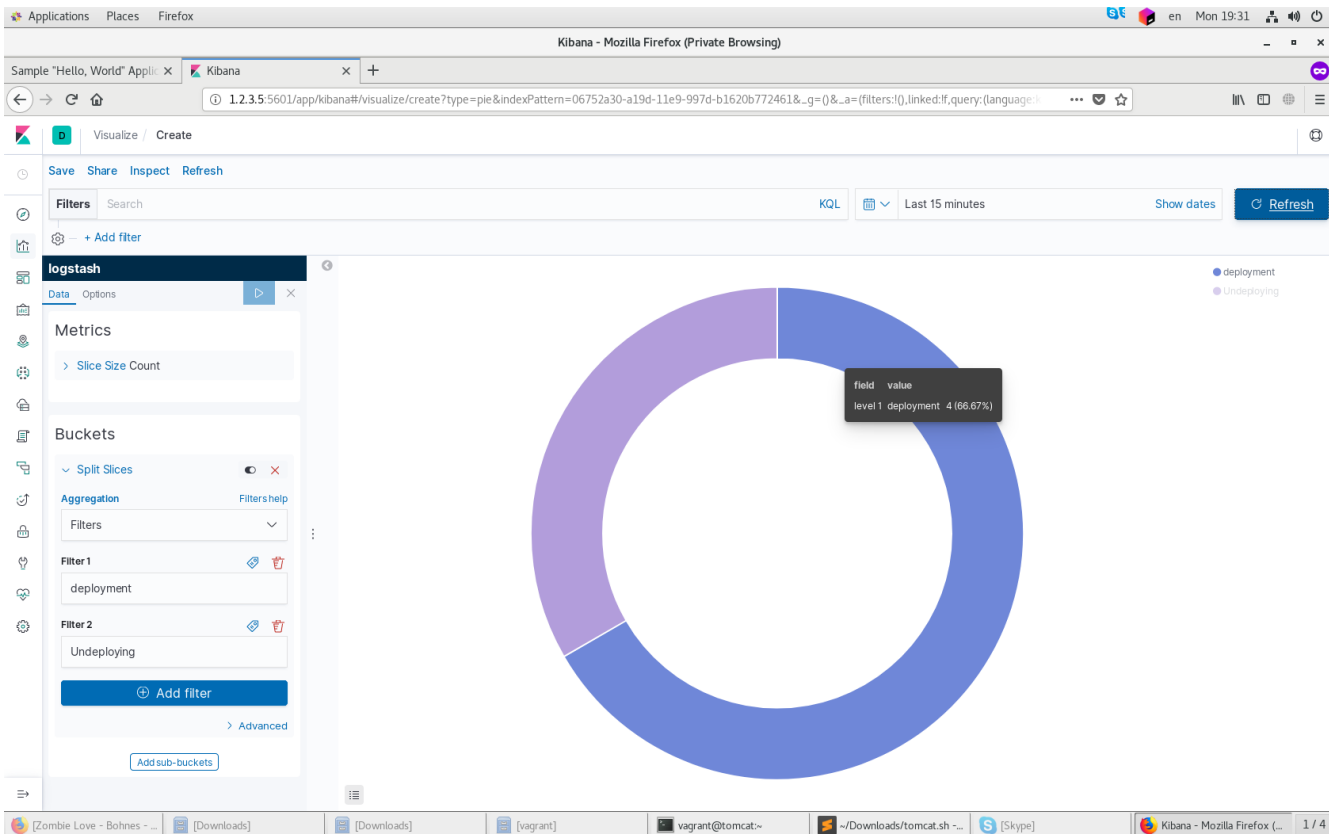 Applications Places Firefox
en Mon 19:31
Kibana - Mozilla Firefox (Private Browsing)
Sample "Hello, World" Applic
Kibana
1.2.3.5:5601/app/kibana#/visualize/create?type=pie&indexPattern=06752a30-a19d-11e9-997d-b1620b772461&_g=()&_a=(filters:!(),linked:!f,query:(language:
D Visualize / Create
Save Share Inspect Refresh
Filters Search KQL Last 15 minutes Show dates Refresh
+ Add filter
logstash
Data Options
Metrics
Slice Size Count
Buckets
Split Slices
Aggregation Filters help
Filters
Filter 1
deployment
Filter 2
Undeploying
Add filter
Advanced
Add sub-buckets
deployment
Undeploying
field value
level 1 deployment 4 (66.67%)
[Zombie Love - Bohnes - ... [Downloads] [Downloads] [vagrant] vagrant@tomcat:~ ~/Downloads/tomcat.sh -... [Skype] Kibana - Mozilla Firefox (... 1 / 4